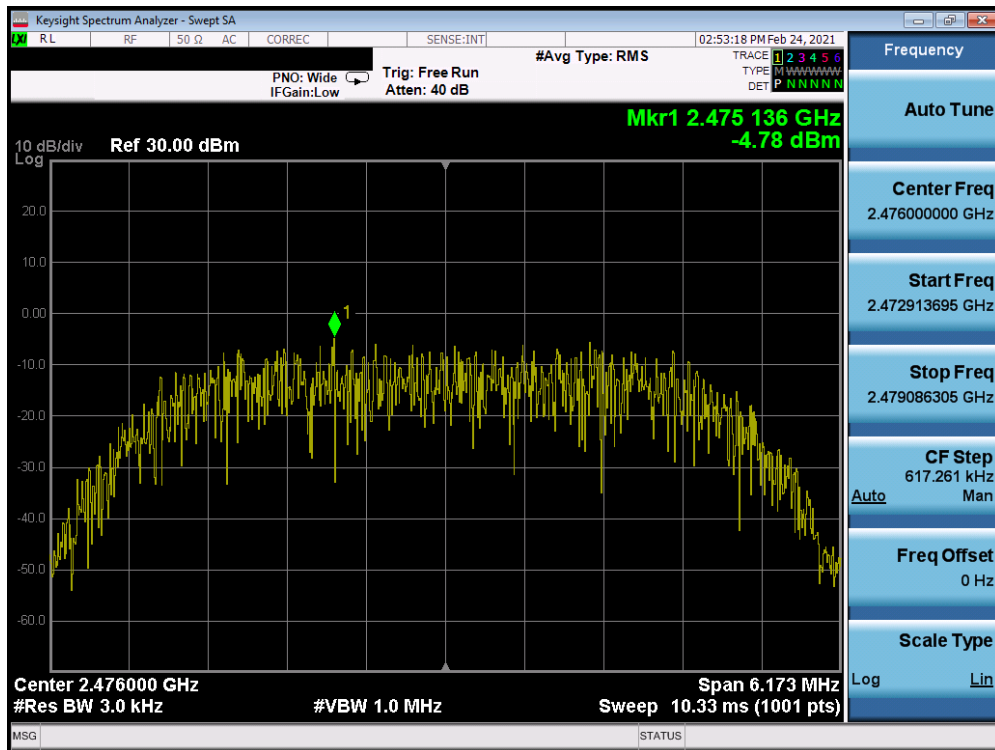 Keysight Spectrum Analyzer - Swept SA
LXI RL RF 50 Ω AC CORREC SENSE:INT 02:53:18 PM Feb 24, 2021
#Avg Type: RMS TRACE 1 2 3 4 5 6
PNO: Wide Trig: Free Run TYPE M WWWWW
IFGain:Low Atten: 40 dB DET P N N N N N
Mkr1 2.475 136 GHz
-4.78 dBm
10 dB/div Ref 30.00 dBm
Log
20.0
10.0
0.00
1
-10.0
-20.0
-30.0
-40.0
-50.0
-60.0
Center 2.476000 GHz Span 6.173 MHz
#Res BW 3.0 kHz #VBW 1.0 MHz Sweep 10.33 ms (1001 pts)
MSG STATUS
Frequency
Auto Tune
Center Freq
2.476000000 GHz
Start Freq
2.472913695 GHz
Stop Freq
2.479086305 GHz
CF Step
617.261 kHz
Auto Man
Freq Offset
0 Hz
Scale Type
Log Lin